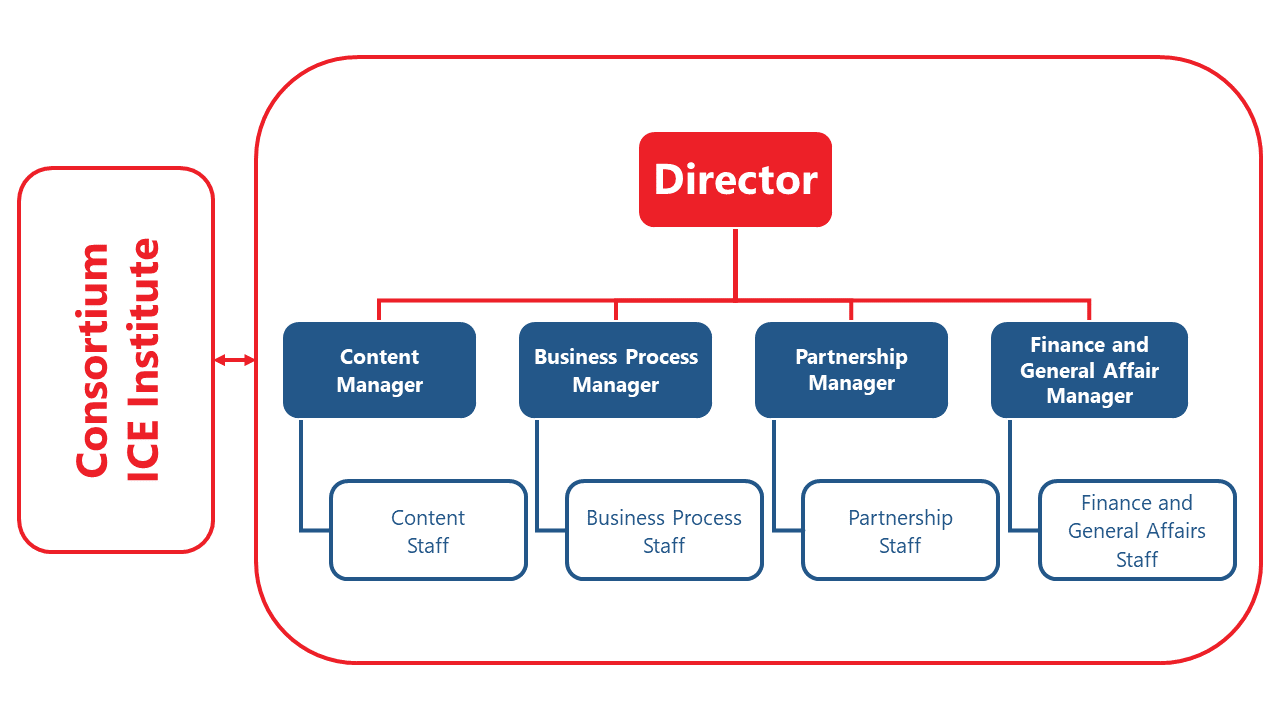 Consortium
ICE Institute
Director
Content
Manager
Business Process
Manager
Partnership
Manager
Finance and
General Affair
Manager
Content
Staff
Business Process
Staff
Partnership
Staff
Finance and
General Affairs
Staff